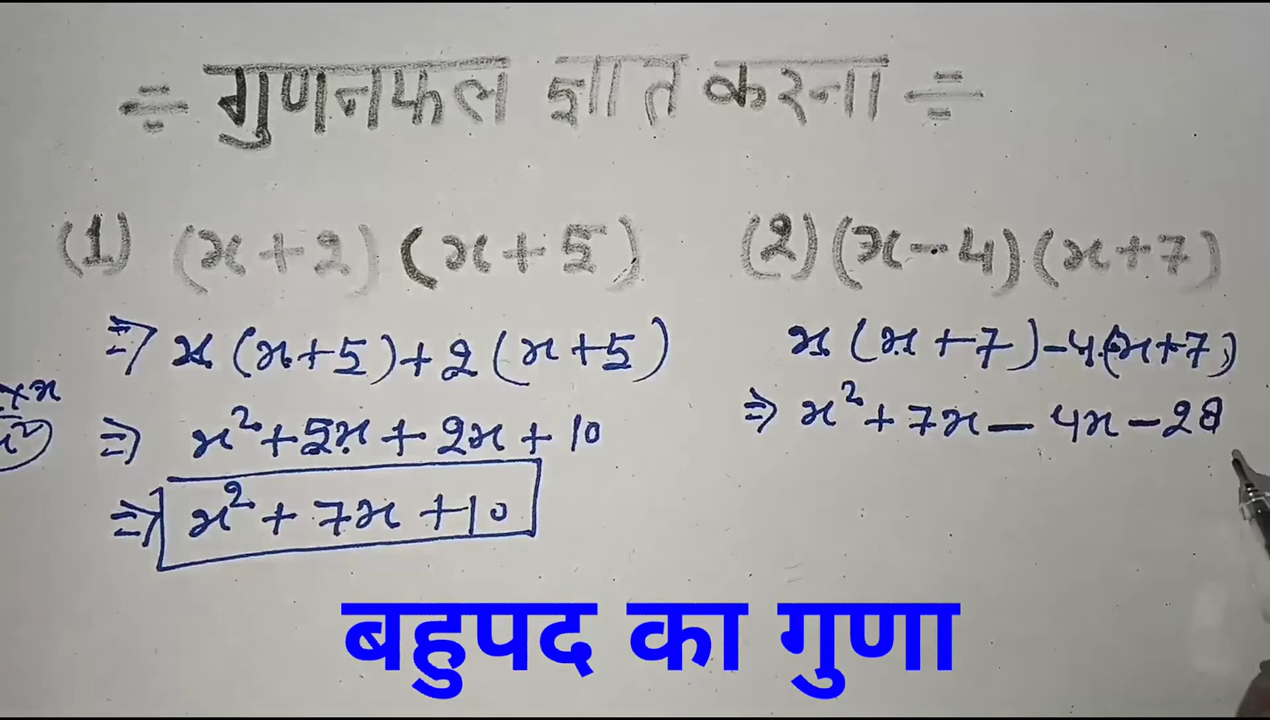 ÷ गुणनफल ज्ञात करना ÷
(1) (x+2) (x+5)
⇒ x (x+5) + 2 (x+5)
⇒ x² + 5x + 2x + 10
⇒ x² + 7x + 10
(2) (x-4) (x+7)
x (x+7) - 4 (x+7)
⇒ x² + 7x - 4x - 28
बहुपद का गुणा